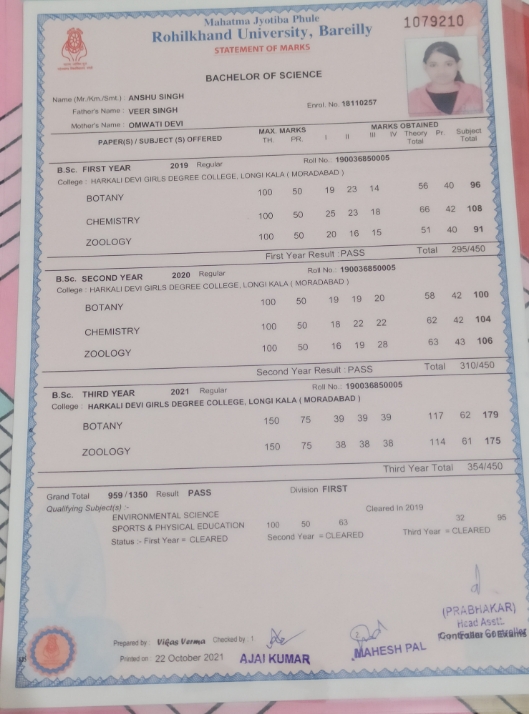 Mahatma Jyotiba Phule
1079210
Rohilkhand University, Bareilly
STATEMENT OF MARKS
BACHELOR OF SCIENCE
Name (Mr./Km./Smt.) : ANSHU SINGH
Enrol. No. 18110257
Father's Name : VEER SINGH
Mother's Name : OMWATI DEVI
PAPER(S) / SUBJECT (S) OFFERED MAX. MARKS TH. PR. MARKS OBTAINED I II III IV Theory Total Pr. Subject Total
B.Sc. FIRST YEAR 2019 Regular Roll No.: 190036850005
College : HARKALI DEVI GIRLS DEGREE COLLEGE, LONGI KALA ( MORADABAD )
BOTANY 100 50 19 23 14 56 40 96
CHEMISTRY 100 50 25 23 18 66 42 108
ZOOLOGY 100 50 20 16 15 51 40 91
First Year Result : PASS Total 295/450
B.Sc. SECOND YEAR 2020 Regular Roll No.: 190036850005
College : HARKALI DEVI GIRLS DEGREE COLLEGE, LONGI KALA ( MORADABAD )
BOTANY 100 50 19 19 20 58 42 100
CHEMISTRY 100 50 18 22 22 62 42 104
ZOOLOGY 100 50 16 19 28 63 43 106
Second Year Result : PASS Total 310/450
B.Sc. THIRD YEAR 2021 Regular Roll No.: 190036850005
College : HARKALI DEVI GIRLS DEGREE COLLEGE, LONGI KALA ( MORADABAD )
BOTANY 150 75 39 39 39 117 62 179
ZOOLOGY 150 75 38 38 38 114 61 175
Third Year Total 354/450
Grand Total 959/1350 Result PASS Division FIRST
Qualifying Subject(s) :-
ENVIRONMENTAL SCIENCE Cleared In 2019
SPORTS & PHYSICAL EDUCATION 100 50 63 32 95
Status :- First Year = CLEARED Second Year = CLEARED Third Year = CLEARED
(PRABHAKAR)
Head Asstt.
Prepared by : Vikas Verma Checked by : 1
Printed on : 22 October 2021
AJAI KUMAR
MAHESH PAL